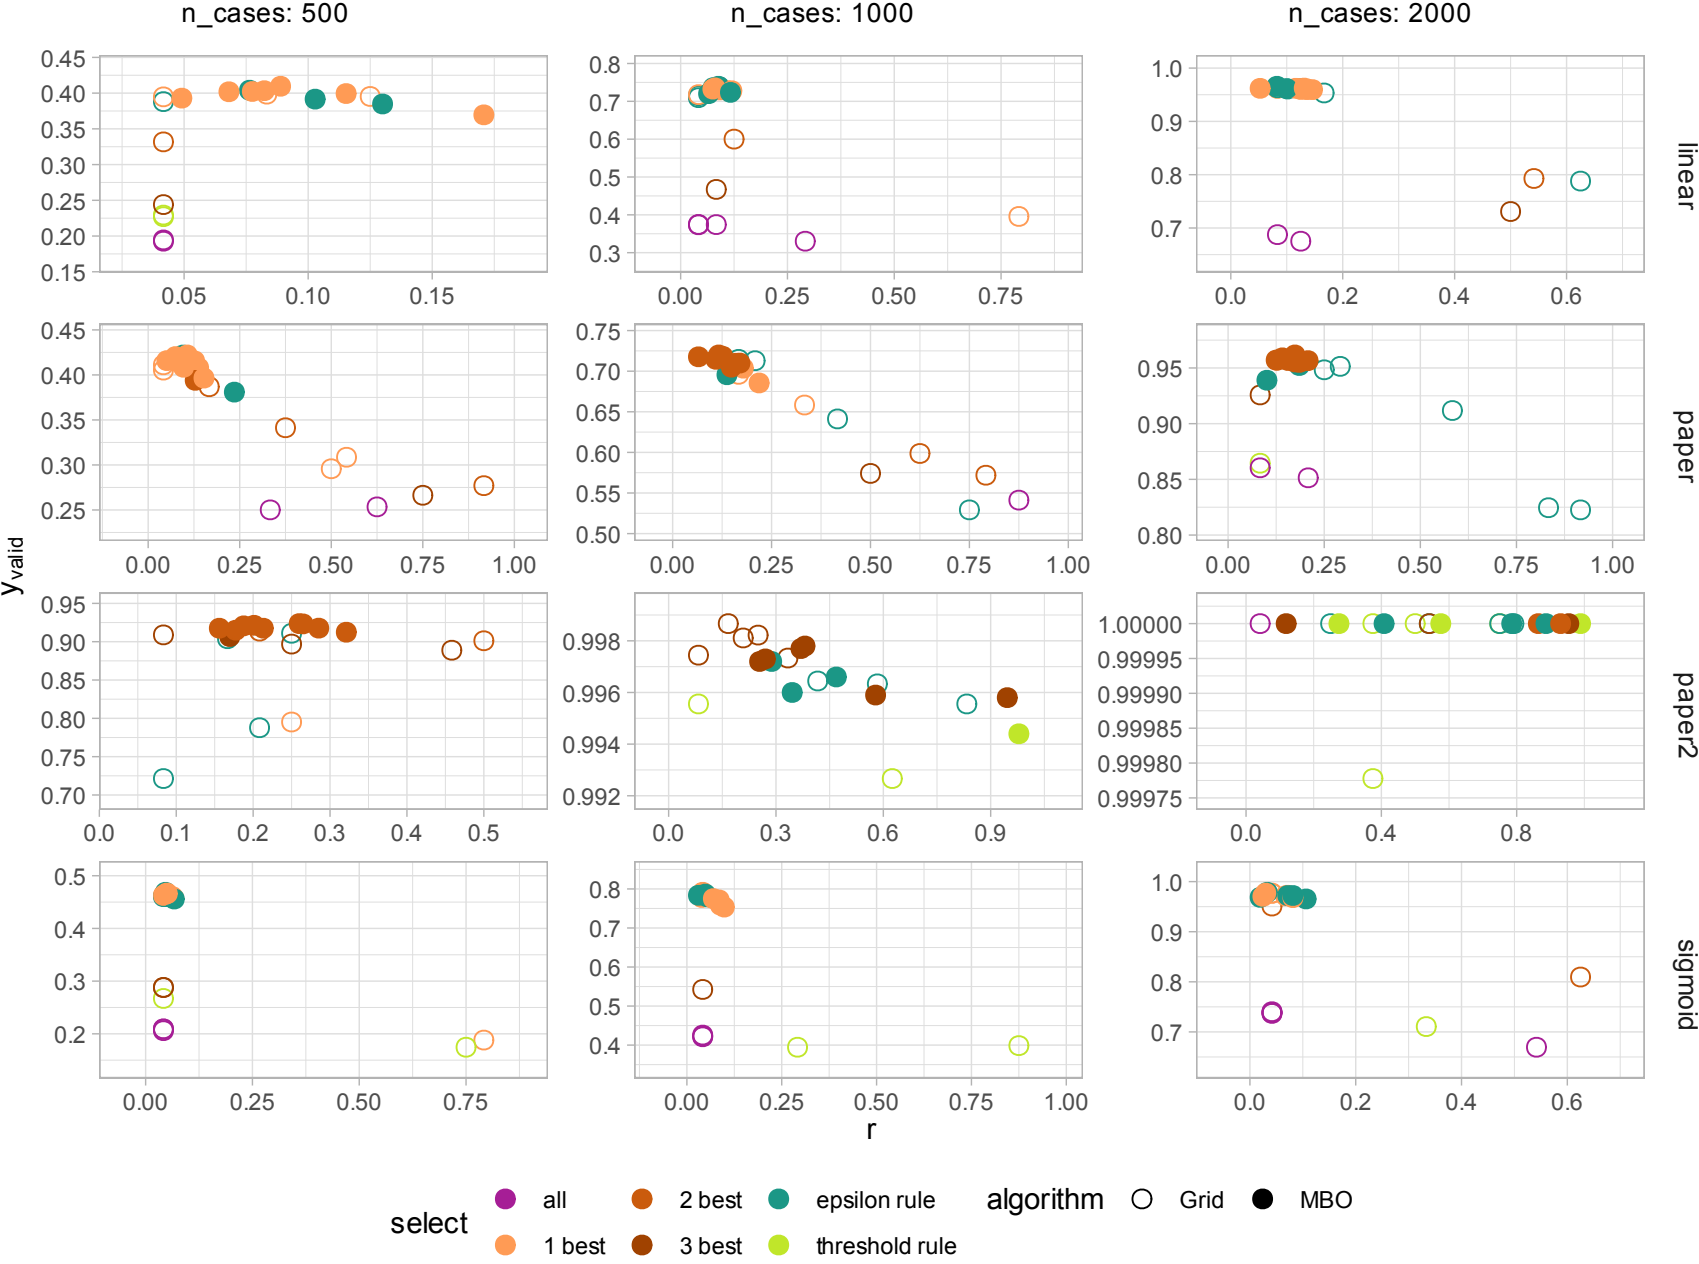 n_cases: 500 n_cases: 1000 n_cases: 2000
0.45 0.40 0.35 0.30 0.25 0.20 0.15
0.05 0.10 0.15
0.8 0.7 0.6 0.5 0.4 0.3
0.00 0.25 0.50 0.75
1.0 0.9 0.8 0.7
0.0 0.2 0.4 0.6
linear
0.45 0.40 0.35 0.30 0.25
0.00 0.25 0.50 0.75 1.00
0.75 0.70 0.65 0.60 0.55 0.50
0.00 0.25 0.50 0.75 1.00
0.95 0.90 0.85 0.80
0.00 0.25 0.50 0.75 1.00
paper
yvalid
0.95 0.90 0.85 0.80 0.75 0.70
0.0 0.1 0.2 0.3 0.4 0.5
0.998 0.996 0.994 0.992
0.0 0.3 0.6 0.9
1.00000 0.99995 0.99990 0.99985 0.99980 0.99975
0.0 0.4 0.8
paper2
0.5 0.4 0.3 0.2
0.00 0.25 0.50 0.75
0.8 0.7 0.6 0.5 0.4
0.00 0.25 0.50 0.75 1.00
1.0 0.9 0.8 0.7
0.0 0.2 0.4 0.6
sigmoid
r
select
all 2 best epsilon rule
1 best 3 best threshold rule
algorithm Grid MBO